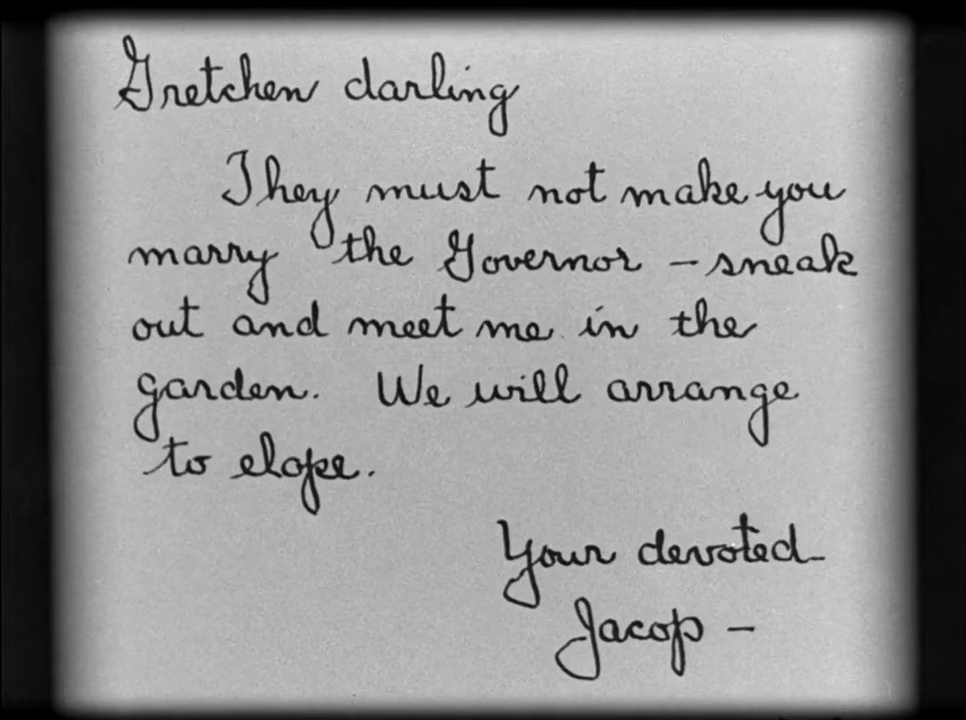 Gretchen darling
They must not make you
marry the Governor – sneak
out and meet me in the
garden. We will arrange
to elope.
Your devoted
Jacop –